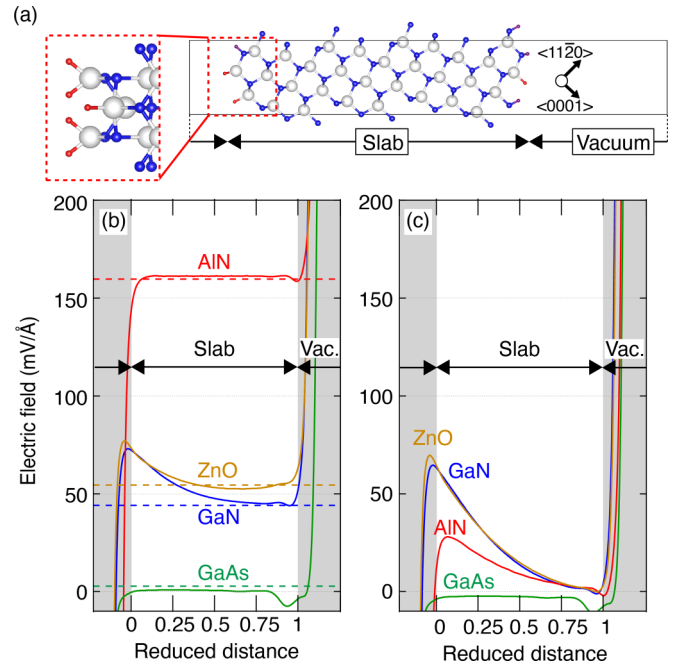 (a)
<112̅0>
<0001>
Slab
Vacuum
200
(b)
AlN
150
Slab
Vac.
100
ZnO
50
GaN
GaAs
0
0 0.25 0.5 0.75 1
Reduced distance
Electric field (mV/Å)
200
(c)
150
Slab
Vac.
100
ZnO
GaN
50
AlN
GaAs
0
0 0.25 0.5 0.75 1
Reduced distance